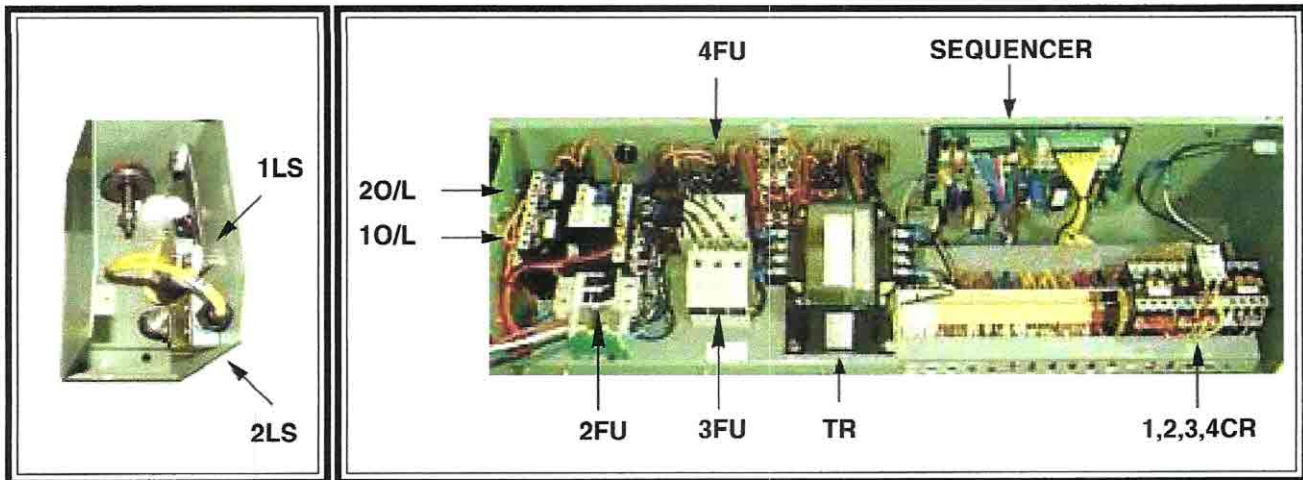 1LS
2LS
4FU
SEQUENCER
2O/L
1O/L
2FU
3FU
TR
1,2,3,4CR